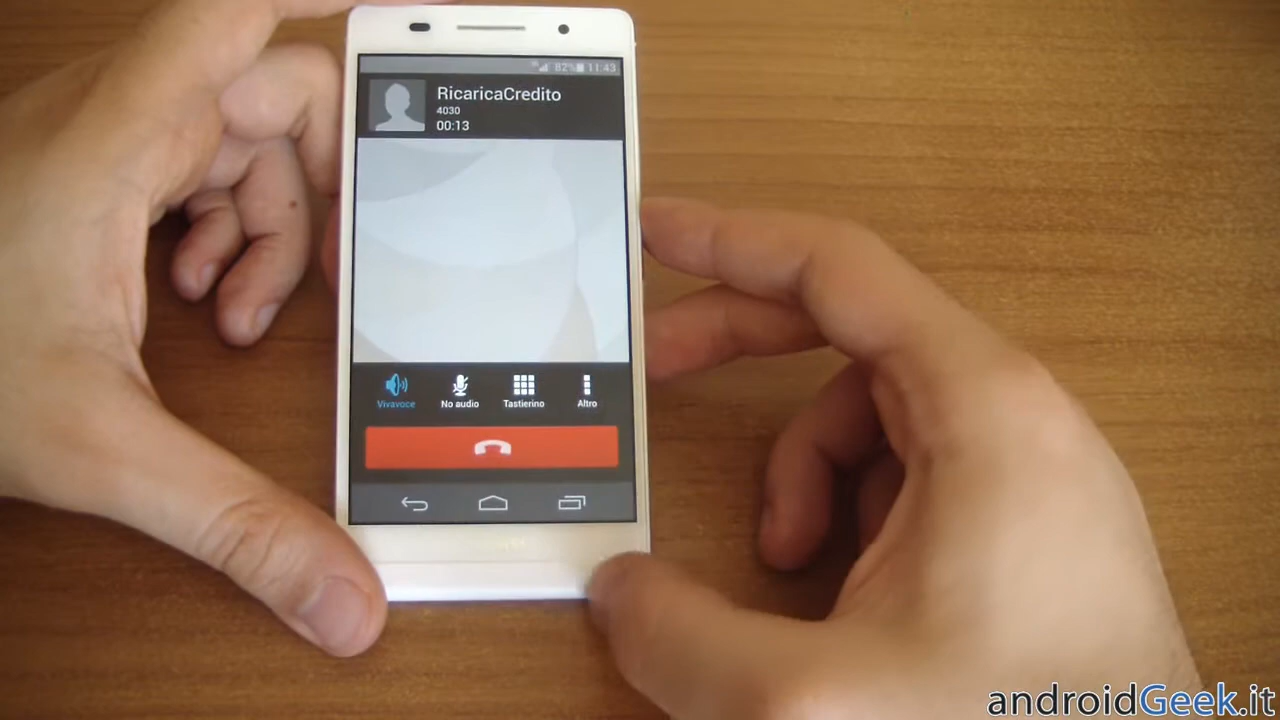 82% 11:43
RicaricaCredito
4030
00:13
Vivavoce No audio Tastierino Altro
androidGeek.it